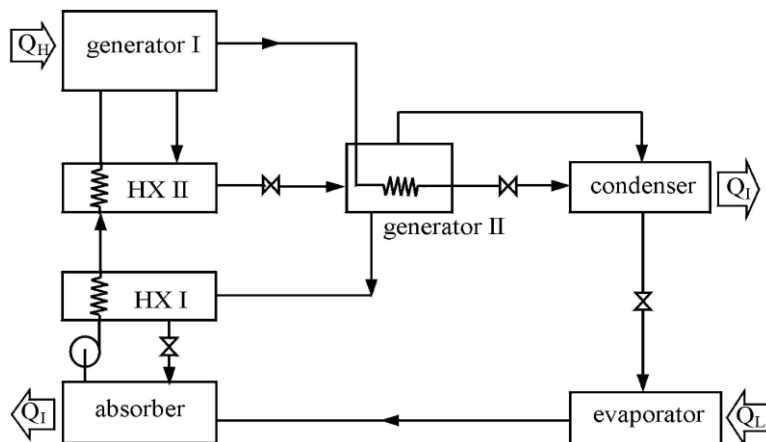 Q_H
generator I
HX II
generator II
condenser
Q_I
HX I
Q_I
absorber
evaporator
Q_L